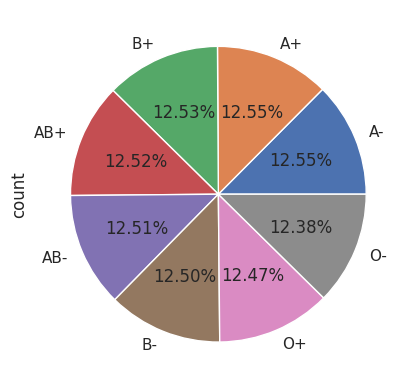 B+
A+
12.53%
12.55%
AB+
A-
12.52%
12.55%
count
12.51%
12.38%
AB-
O-
12.50%
12.47%
B-
O+